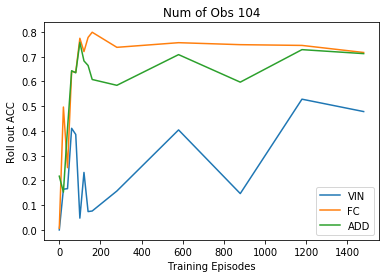 Num of Obs 104
Roll out ACC
0.8
0.7
0.6
0.5
0.4
0.3
0.2
0.1
0.0
VIN
FC
ADD
0 200 400 600 800 1000 1200 1400
Training Episodes